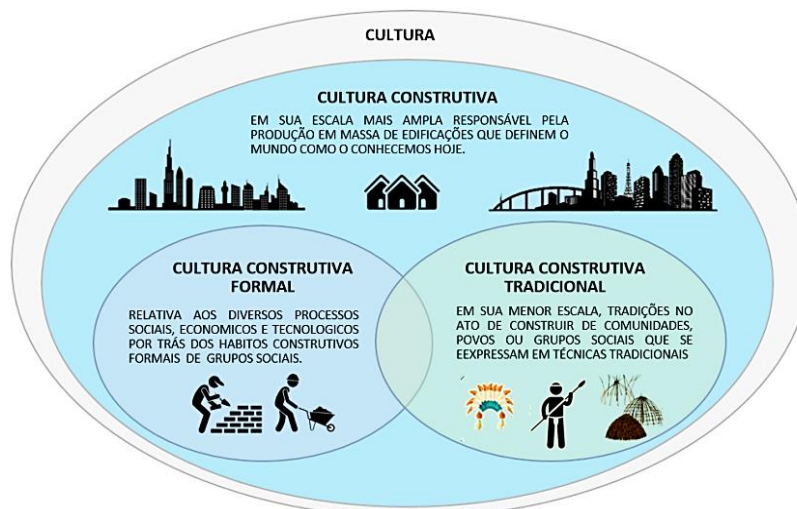 CULTURA
CULTURA CONSTRUTIVA
EM SUA ESCALA MAIS AMPLA RESPONSÁVEL PELA
PRODUÇÃO EM MASSA DE EDIFICAÇÕES QUE DEFINEM O
MUNDO COMO O CONHECEMOS HOJE.
CULTURA CONSTRUTIVA
FORMAL
RELATIVA AOS DIVERSOS PROCESSOS
SOCIAIS, ECONOMICOS E TECNOLOGICOS
POR TRÁS DOS HABITOS CONSTRUTIVOS
FORMAIS DE GRUPOS SOCIAIS.
CULTURA CONSTRUTIVA
TRADICIONAL
EM SUA MENOR ESCALA, TRADIÇÕES NO
ATO DE CONSTRUIR DE COMUNIDADES,
POVOS OU GRUPOS SOCIAIS QUE SE
EEXPRESSAM EM TÉCNICAS TRADICIONAIS